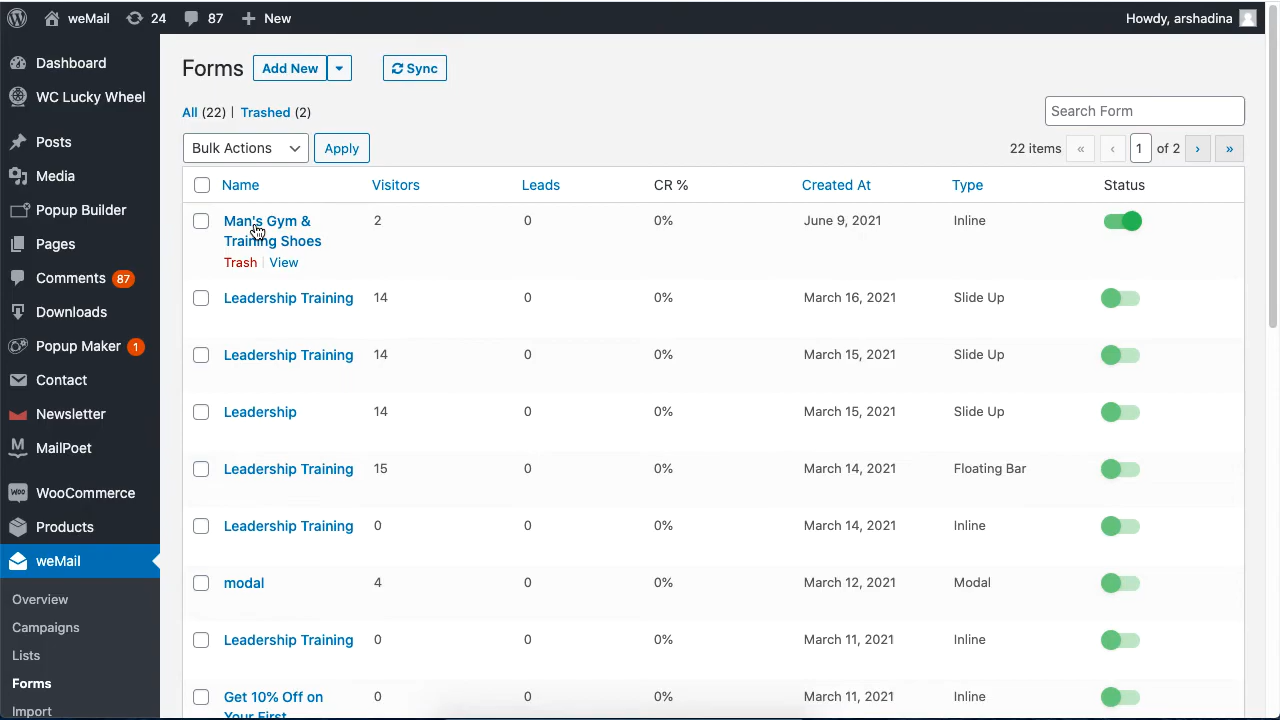 weMail 24 87 New Howdy, arshadina
Dashboard
WC Lucky Wheel
Posts
Media
Popup Builder
Pages
Comments 87
Downloads
Popup Maker 1
Contact
Newsletter
MailPoet
WooCommerce
Products
weMail
Overview
Campaigns
Lists
Forms
Import
Forms Add New Sync
All (22) | Trashed (2)
Search Form
Bulk Actions Apply 22 items « ‹ 1 of 2 › »
Name Visitors Leads CR % Created At Type Status
Man's Gym & 2 0 0% June 9, 2021 Inline
Training Shoes
Trash | View
Leadership Training 14 0 0% March 16, 2021 Slide Up
Leadership Training 14 0 0% March 15, 2021 Slide Up
Leadership 14 0 0% March 15, 2021 Slide Up
Leadership Training 15 0 0% March 14, 2021 Floating Bar
Leadership Training 0 0 0% March 14, 2021 Inline
modal 4 0 0% March 12, 2021 Modal
Leadership Training 0 0 0% March 11, 2021 Inline
Get 10% Off on 0 0 0% March 11, 2021 Inline
Your First